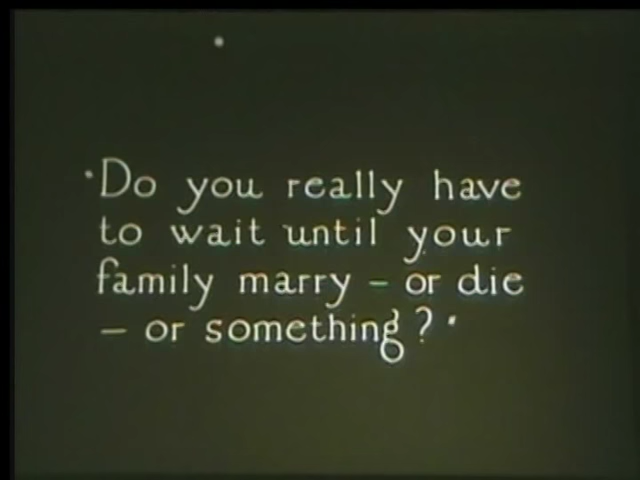 "Do you really have
to wait until your
family marry – or die
– or something?"